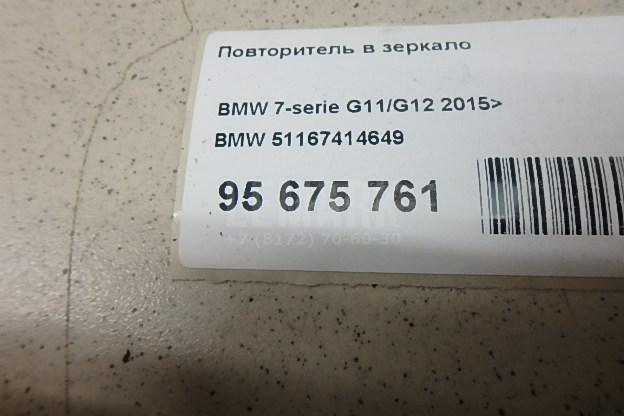 Повторитель в зеркало
BMW 7-serie G11/G12 2015>
BMW 51167414649
95 675 761
+7 (8172) 70-60-30